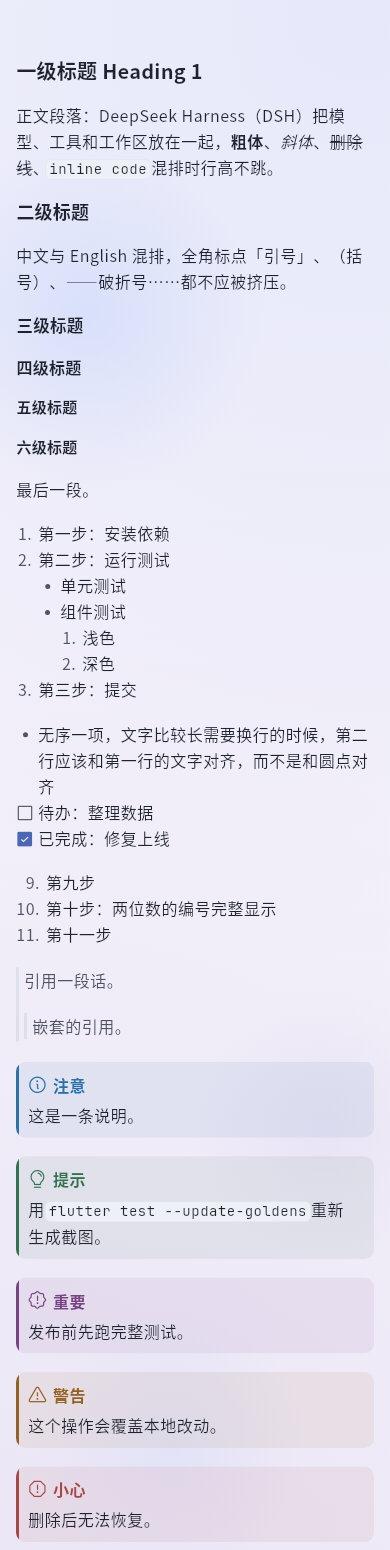 一级标题 Heading 1
正文段落：DeepSeek Harness（DSH）把模
型、工具和工作区放在一起，粗体、斜体、删除
线、inline code 混排时行高不跳。
二级标题
中文与 English 混排，全角标点「引号」、（括
号）、——破折号……都不应被挤压。
三级标题
四级标题
五级标题
六级标题
最后一段。
1. 第一步：安装依赖
2. 第二步：运行测试
• 单元测试
• 组件测试
1. 浅色
2. 深色
3. 第三步：提交
• 无序一项，文字比较长需要换行的时候，第二
行应该和第一行的文字对齐，而不是和圆点对
齐
待办：整理数据
已完成：修复上线
9. 第九步
10. 第十步：两位数的编号完整显示
11. 第十一步
引用一段话。
嵌套的引用。
注意
这是一条说明。
提示
用 flutter test --update-goldens 重新
生成截图。
重要
发布前先跑完整测试。
警告
这个操作会覆盖本地改动。
小心
删除后无法恢复。